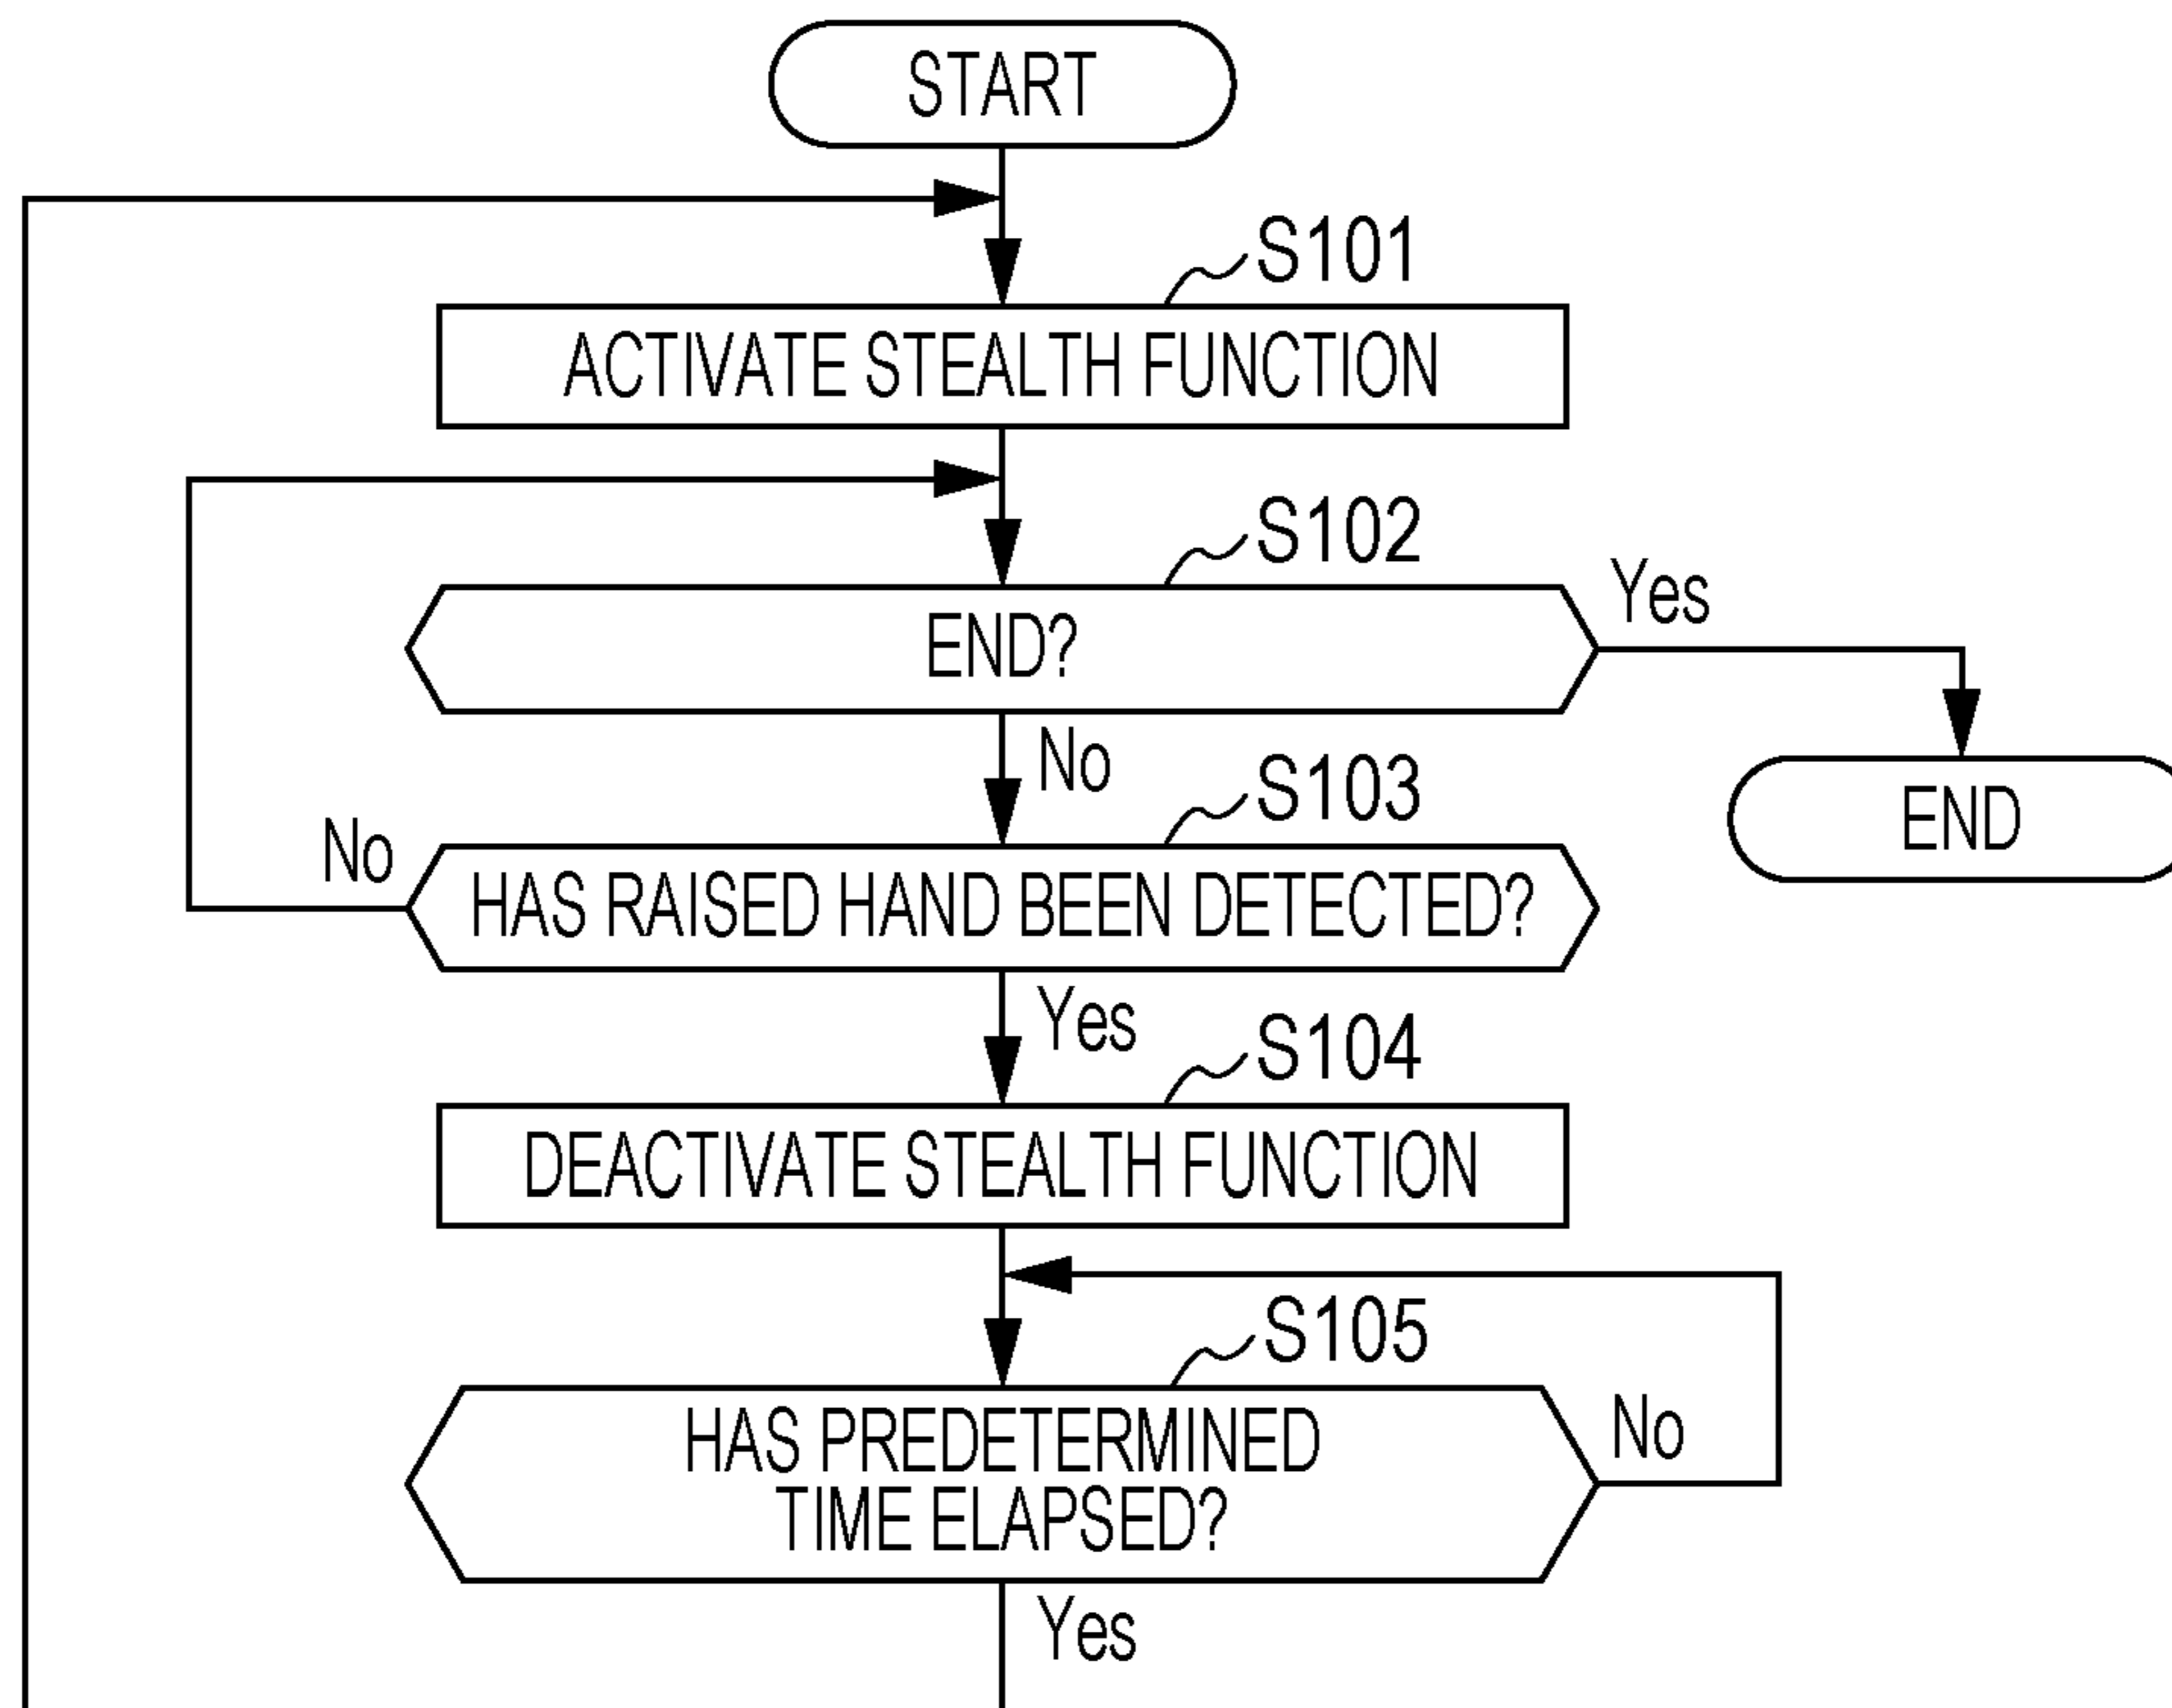 START
S101
ACTIVATE STEALTH FUNCTION
S102
END?
Yes
No
END
S103
No
HAS RAISED HAND BEEN DETECTED?
Yes
S104
DEACTIVATE STEALTH FUNCTION
S105
HAS PREDETERMINED
TIME ELAPSED?
No
Yes